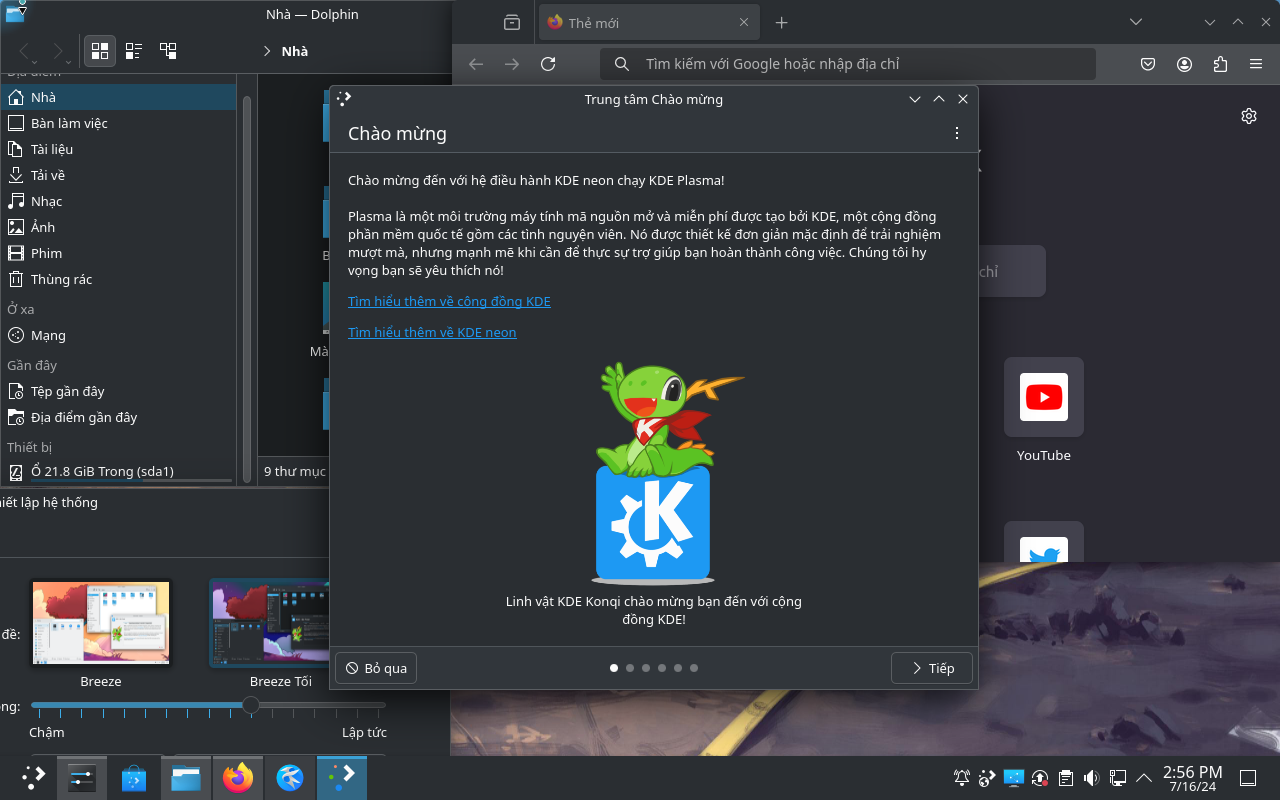 Nhà — Dolphin
Nhà
Nhà
Bàn làm việc
Tài liệu
Tải về
Nhạc
Ảnh
Phim
Thùng rác
Ở xa
Mạng
Gần đây
Tệp gần đây
Địa điểm gần đây
Thiết bị
Ổ 21.8 GiB Trong (sda1)
9 thư mục
Thẻ mới
Tìm kiếm với Google hoặc nhập địa chỉ
chỉ
YouTube
Trung tâm Chào mừng
Chào mừng
Chào mừng đến với hệ điều hành KDE neon chạy KDE Plasma!
Plasma là một môi trường máy tính mã nguồn mở và miễn phí được tạo bởi KDE, một cộng đồng
phần mềm quốc tế gồm các tình nguyện viên. Nó được thiết kế đơn giản mặc định để trải nghiệm
mượt mà, nhưng mạnh mẽ khi cần để thực sự trợ giúp bạn hoàn thành công việc. Chúng tôi hy
vọng bạn sẽ yêu thích nó!
Tìm hiểu thêm về cộng đồng KDE
Tìm hiểu thêm về KDE neon
Linh vật KDE Konqi chào mừng bạn đến với cộng
đồng KDE!
Bỏ qua
Tiếp
hệ thống
đề:
Breeze
Breeze Tối
Chậm
Lập tức
2:56 PM
7/16/24